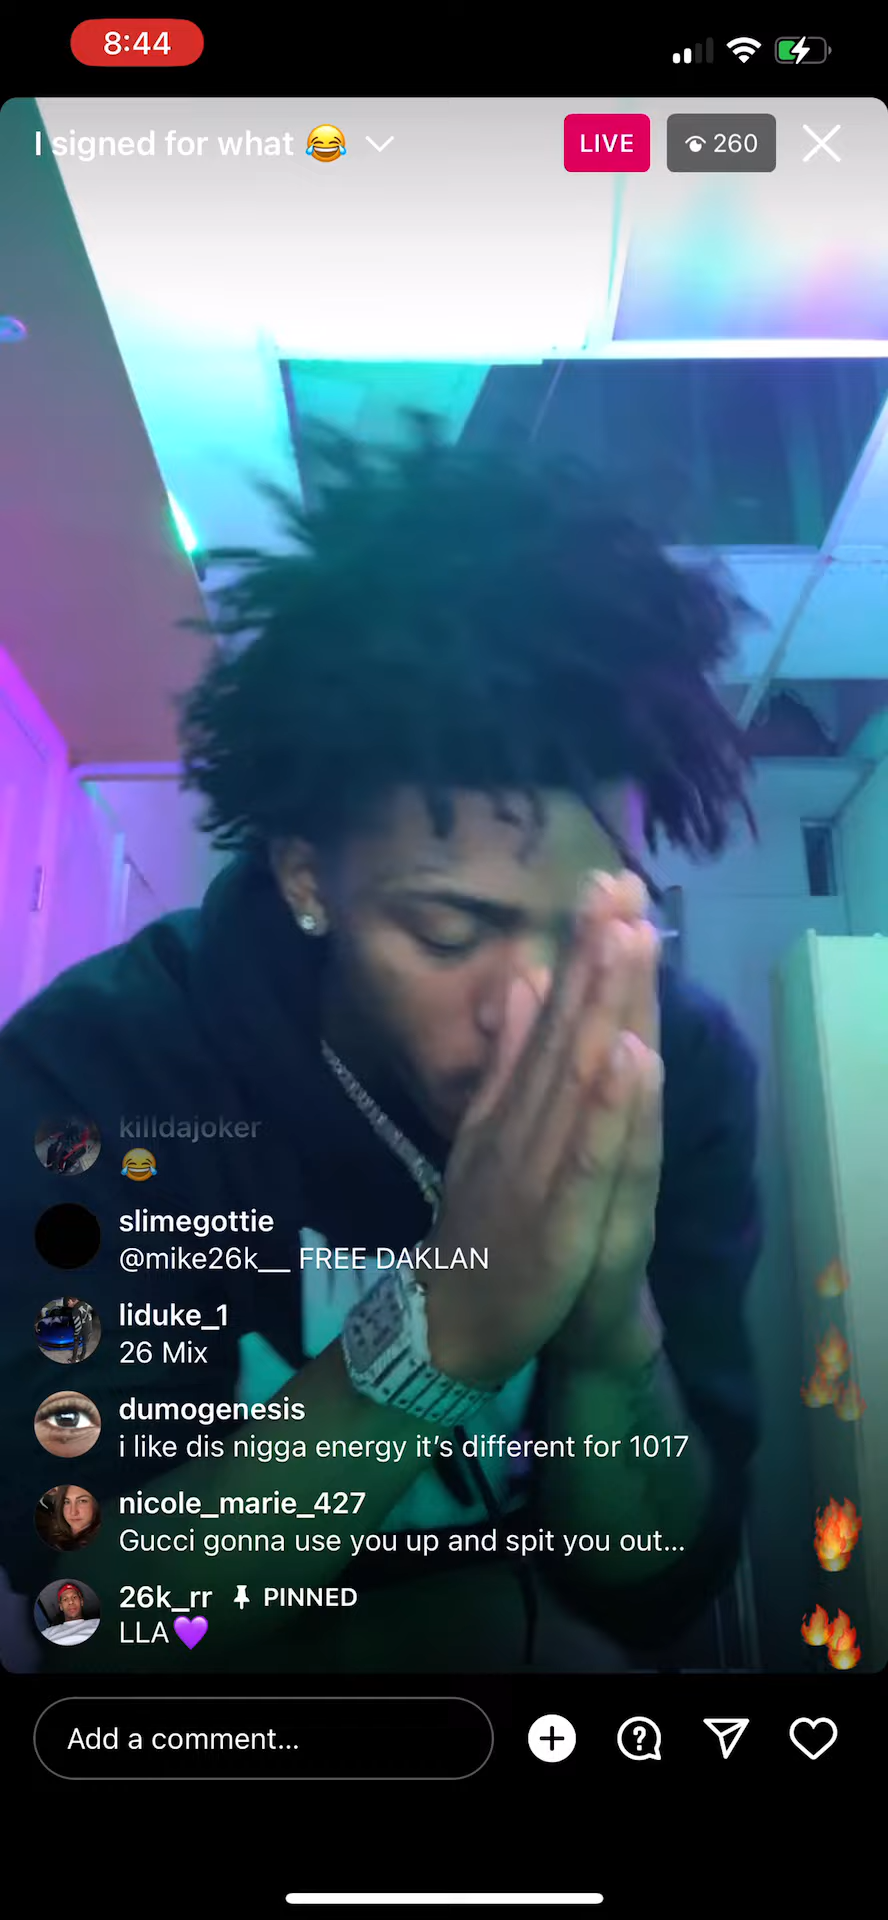 8:44
I signed for what 😂
LIVE
260
killdajoker
😂
slimegottie
@mike26k__ FREE DAKLAN
liduke_1
26 Mix
dumogenesis
i like dis nigga energy it’s different for 1017
nicole_marie_427
Gucci gonna use you up and spit you out...
26k_rr PINNED
LLA💜
Add a comment...